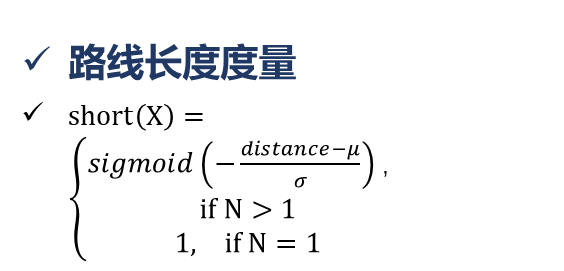 ✓ 路线长度度量
✓ short(X) =
{ sigmoid(−(distance−μ)/σ),
if N > 1
1, if N = 1